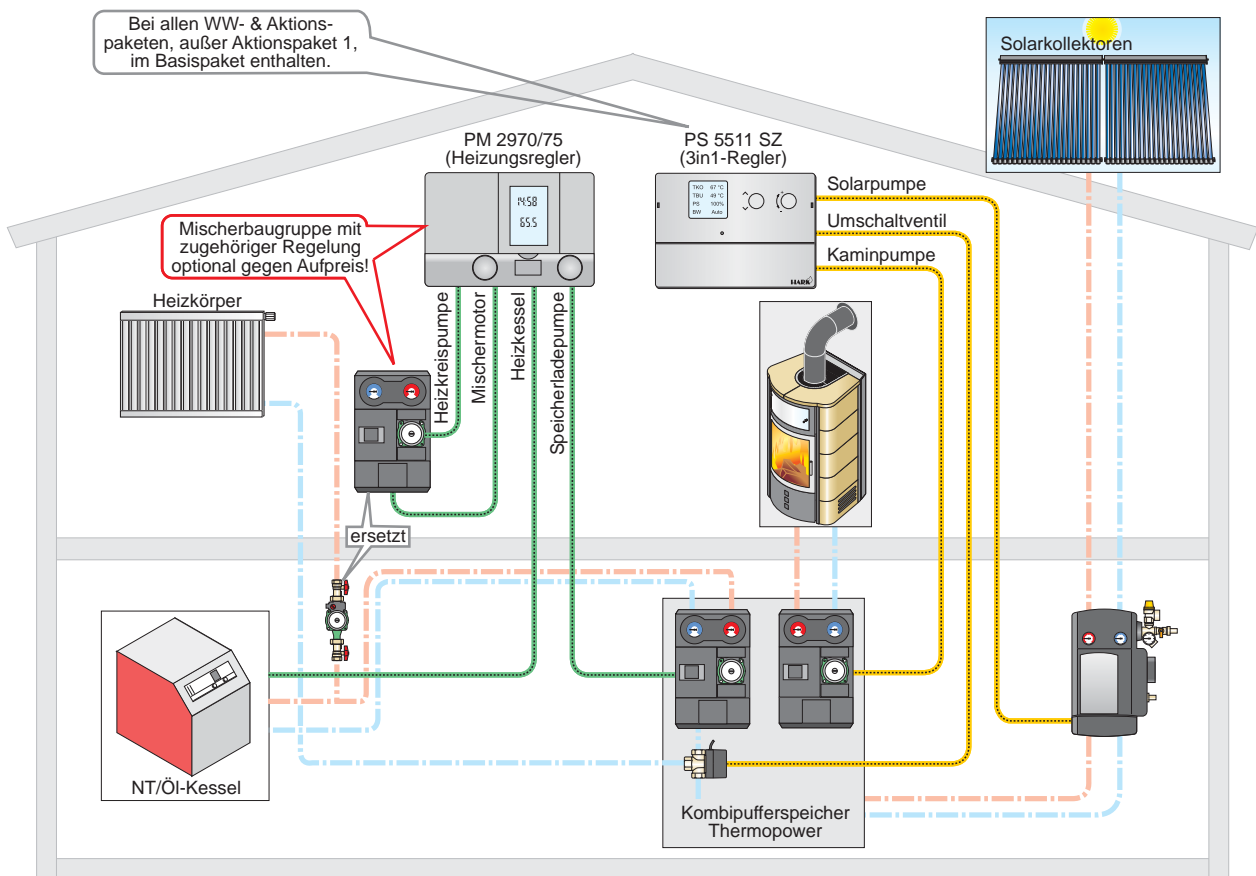 Bei allen WW- & Aktions-
paketen, außer Aktionspaket 1,
im Basispaket enthalten.
Solarkollektoren
PM 2970/75
(Heizungsregler)
PS 5511 SZ
(3in1-Regler)
14:58
65.5
TKO 67 °C
TBU 49 °C
PS 100%
BW Auto
HARK
Solarpumpe
Umschaltventil
Kaminpumpe
Mischerbaugruppe mit
zugehöriger Regelung
optional gegen Aufpreis!
Heizkörper
Heizkreispumpe
Mischermotor
Heizkessel
Speicherladepumpe
ersetzt
NT/Öl-Kessel
Kombipufferspeicher
Thermopower